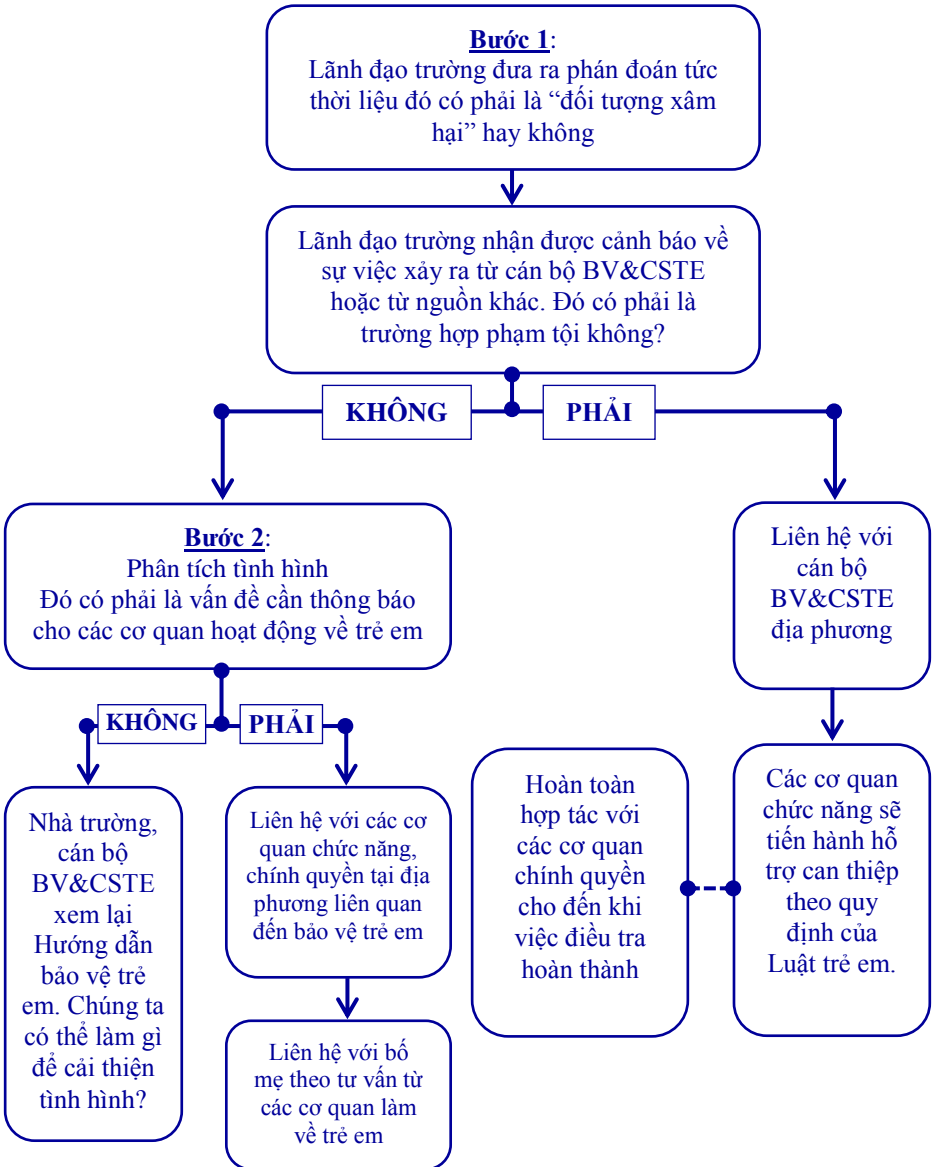 Bước 1:
Lãnh đạo trường đưa ra phán đoán tức
thời liệu đó có phải là “đối tượng xâm
hại” hay không
Lãnh đạo trường nhận được cảnh báo về
sự việc xảy ra từ cán bộ BV&CSTE
hoặc từ nguồn khác. Đó có phải là
trường hợp phạm tội không?
KHÔNG
PHẢI
Bước 2:
Phân tích tình hình
Đó có phải là vấn đề cần thông báo
cho các cơ quan hoạt động về trẻ em
Liên hệ với
cán bộ
BV&CSTE
địa phương
KHÔNG
PHẢI
Nhà trường,
cán bộ
BV&CSTE
xem lại
Hướng dẫn
bảo vệ trẻ
em. Chúng ta
có thể làm gì
để cải thiện
tình hình?
Liên hệ với các cơ
quan chức năng,
chính quyền tại địa
phương liên quan
đến bảo vệ trẻ em
Liên hệ với bố
mẹ theo tư vấn từ
các cơ quan làm
về trẻ em
Hoàn toàn
hợp tác với
các cơ quan
chính quyền
cho đến khi
việc điều tra
hoàn thành
Các cơ quan
chức năng sẽ
tiến hành hỗ
trợ can thiệp
theo quy
định của
Luật trẻ em.